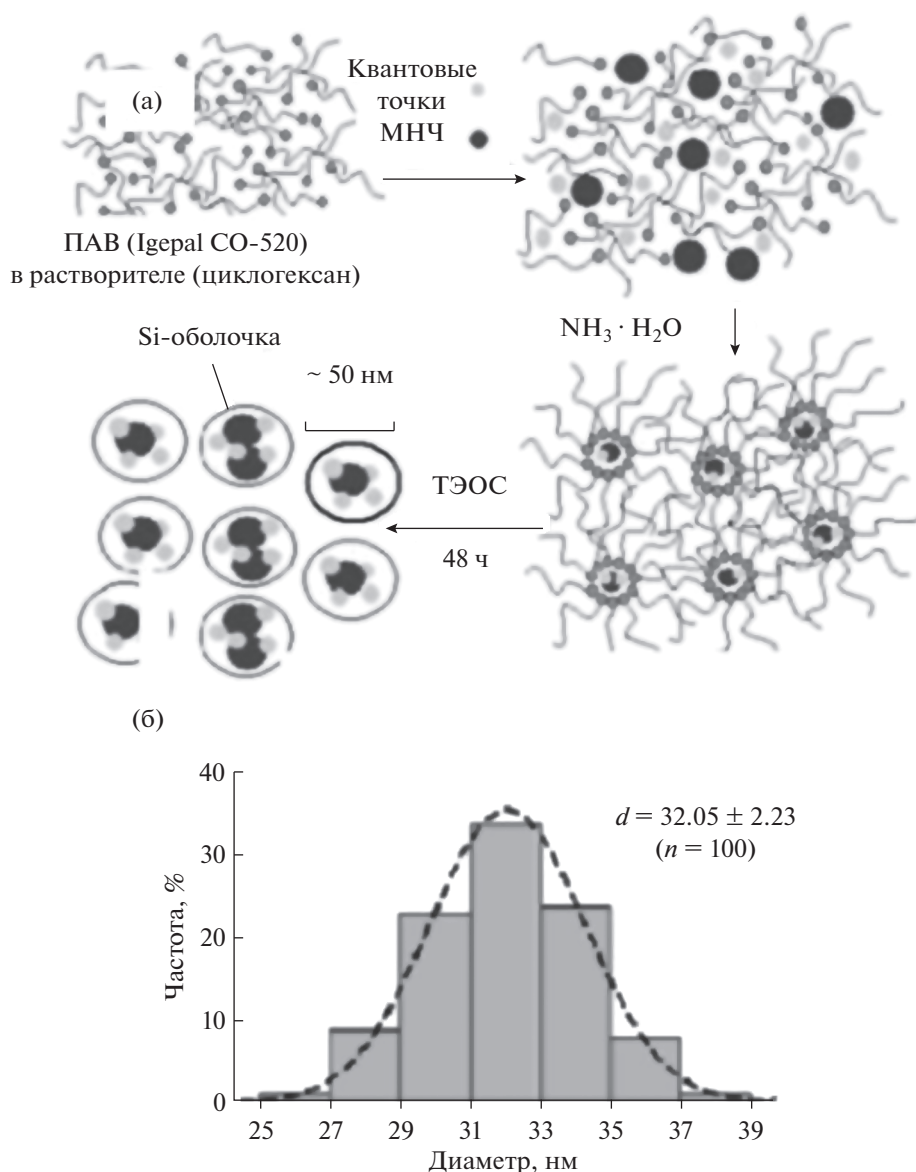 (а)
Квантовые
точки
МНЧ
ПАВ (Igepal CO-520)
в растворителе (циклогексан)
NH₃ · H₂O
Si-оболочка
~ 50 нм
ТЭОС
48 ч
(б)
40
30
20
10
0
Частота, %
d = 32.05 ± 2.23
(n = 100)
25 27 29 31 33 35 37 39
Диаметр, нм